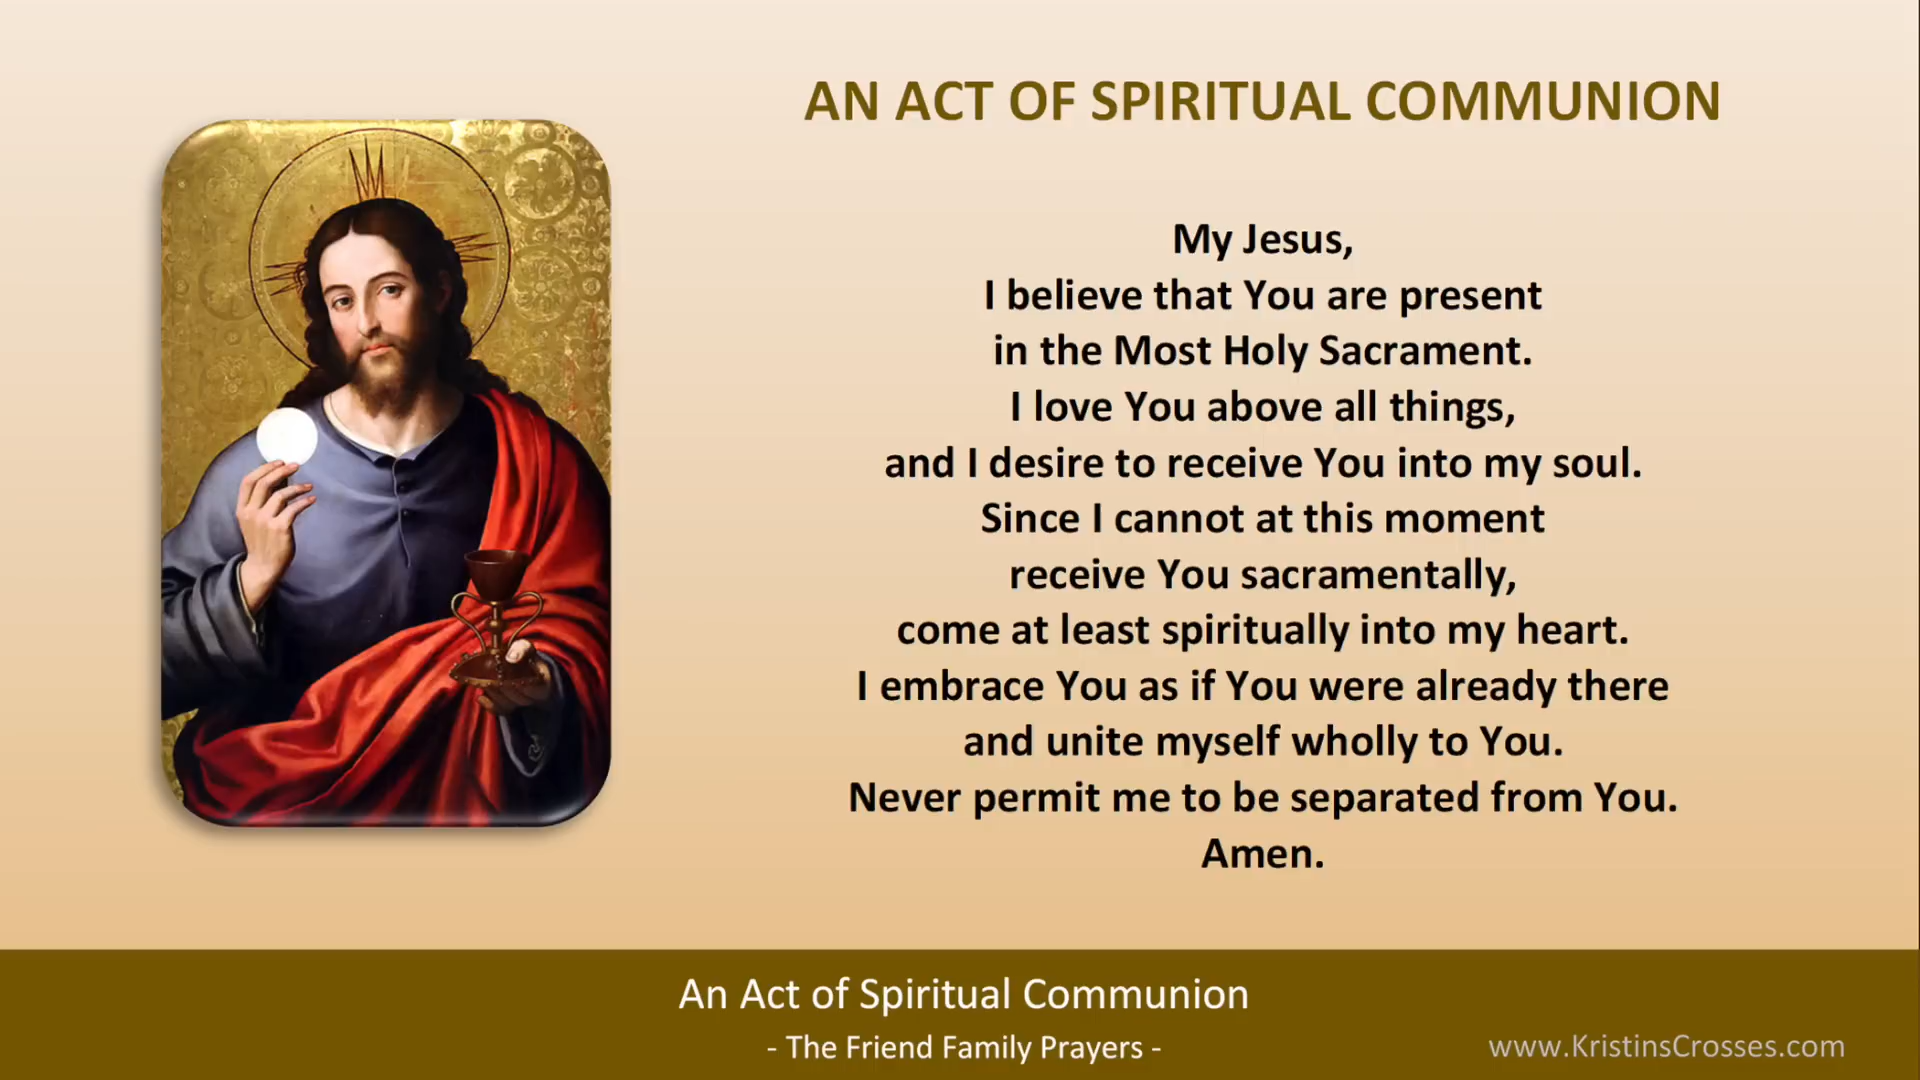 AN ACT OF SPIRITUAL COMMUNION
My Jesus,
I believe that You are present
in the Most Holy Sacrament.
I love You above all things,
and I desire to receive You into my soul.
Since I cannot at this moment
receive You sacramentally,
come at least spiritually into my heart.
I embrace You as if You were already there
and unite myself wholly to You.
Never permit me to be separated from You.
Amen.
An Act of Spiritual Communion
- The Friend Family Prayers -
www.KristinsCrosses.com